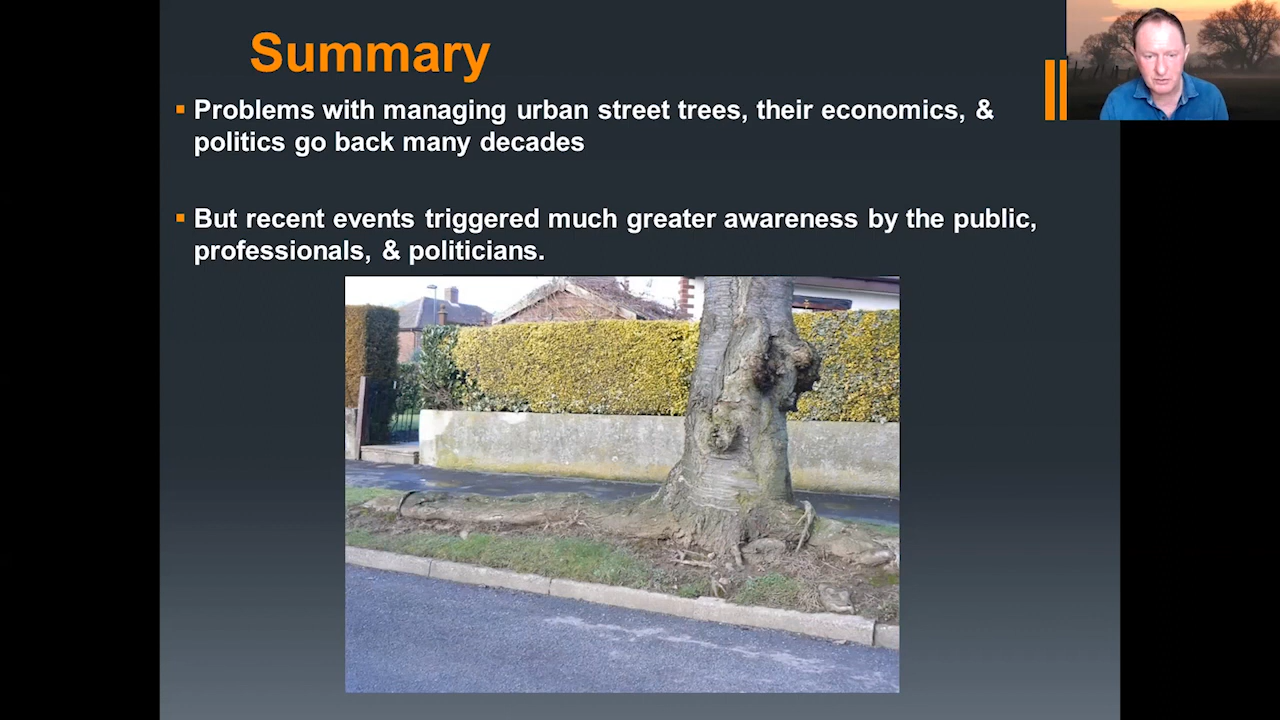 Summary
Problems with managing urban street trees, their economics, &
politics go back many decades
But recent events triggered much greater awareness by the public,
professionals, & politicians.